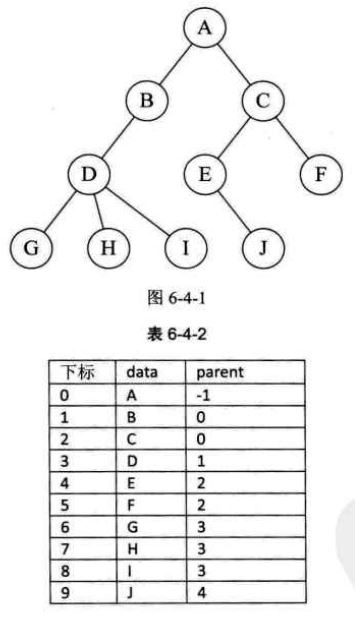 A
B C
D E F
G H I J
图 6-4-1
表 6-4-2
下标 data parent
0 A -1
1 B 0
2 C 0
3 D 1
4 E 2
5 F 2
6 G 3
7 H 3
8 I 3
9 J 4